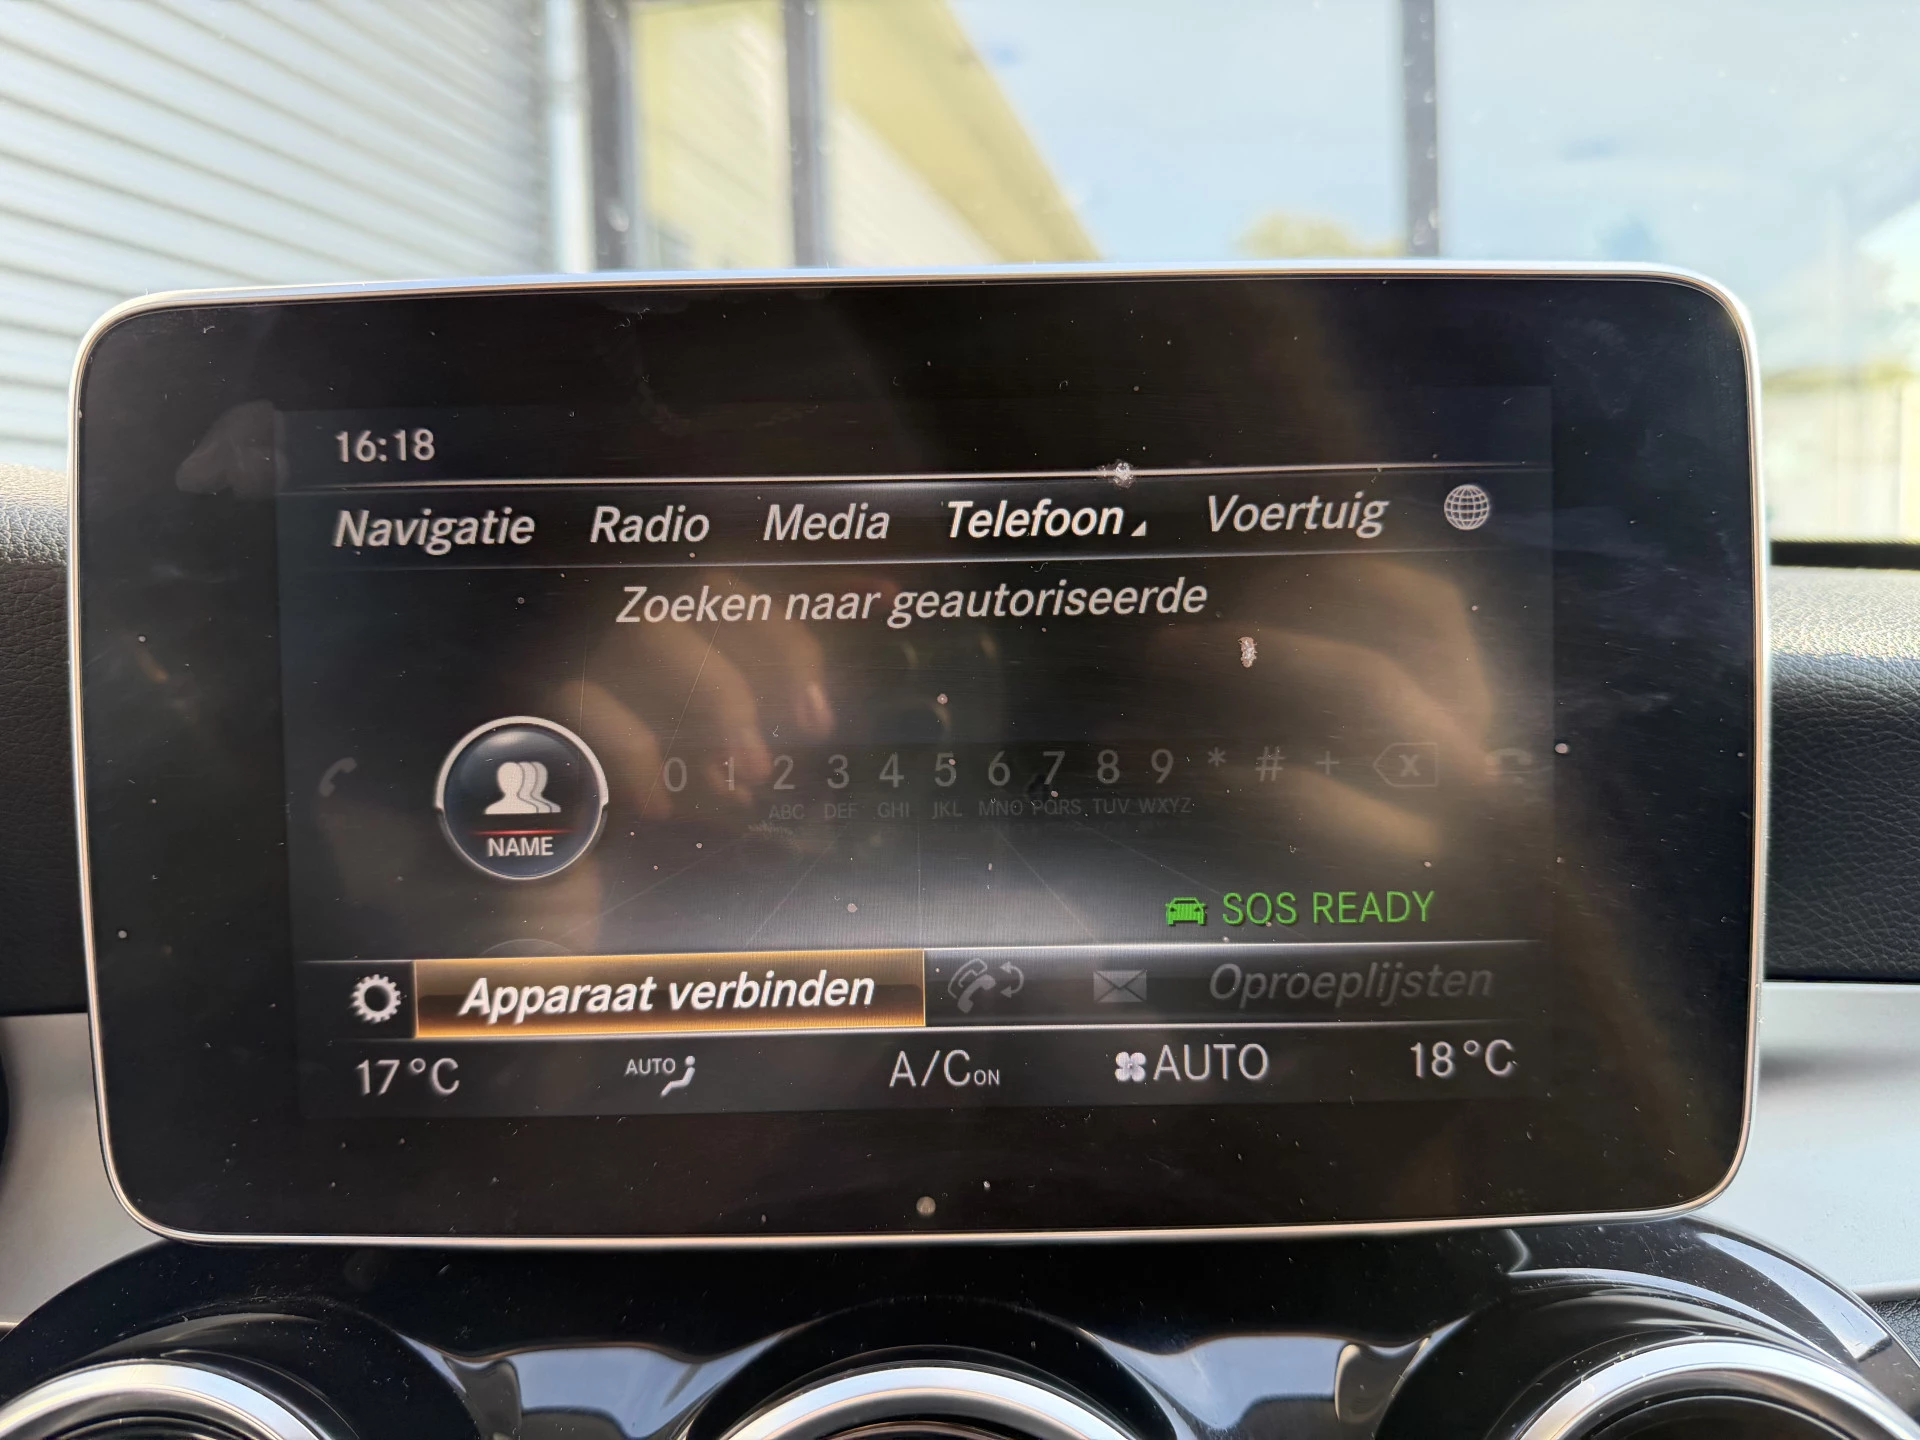 16:18
Navigatie Radio Media Telefoon Voertuig
Zoeken naar geautoriseerde
0 1 2 3 4 5 6 7 8 9 * # +
ABC DEF GHI JKL MNO PQRS TUV WXYZ
NAME
SOS READY
Apparaat verbinden Oproeplijsten
17°C AUTO A/C ON AUTO 18°C